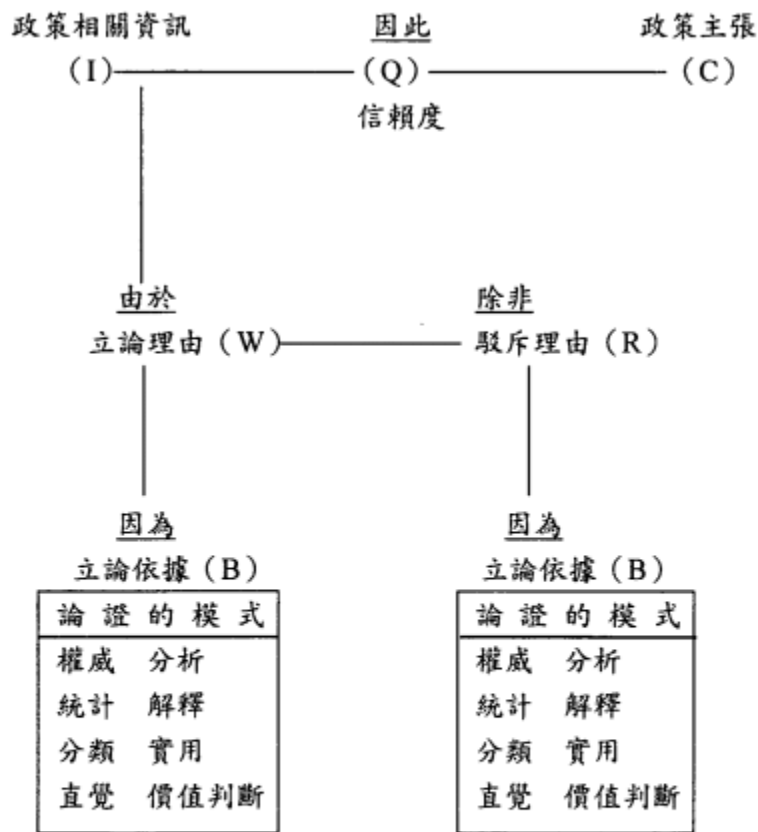 政策相關資訊 因此 政策主張
(I) (Q) (C)
信賴度
由於 除非
立論理由(W) 駁斥理由(R)
因為 因為
立論依據(B) 立論依據(B)
論證的模式 論證的模式
權威 分析 權威 分析
統計 解釋 統計 解釋
分類 實用 分類 實用
直覺 價值判斷 直覺 價值判斷